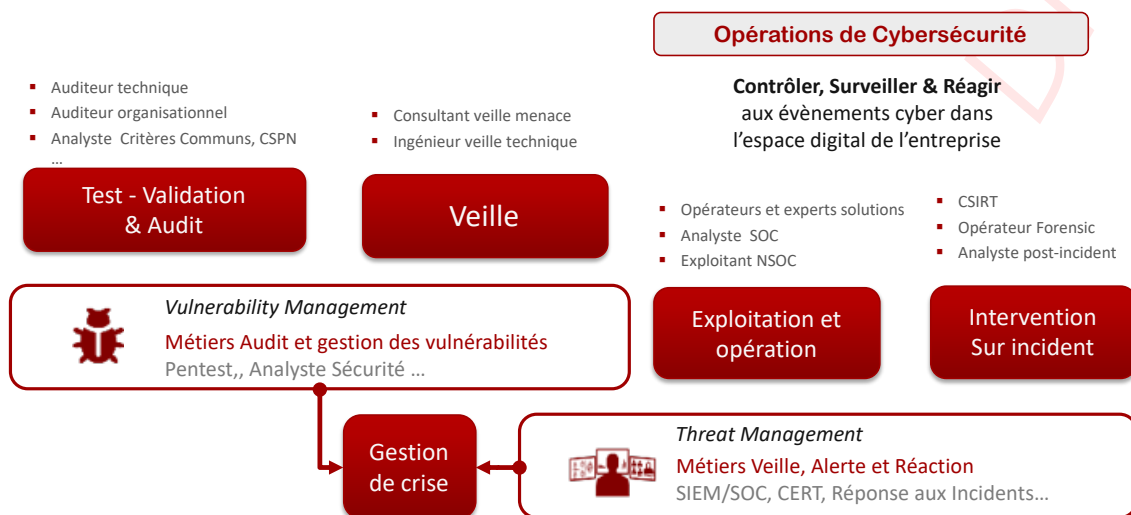 Opérations de Cybersécurité
Contrôler, Surveiller & Réagir
aux évènements cyber dans
l'espace digital de l'entreprise
▪ Auditeur technique
▪ Auditeur organisationnel
▪ Analyste Critères Communs, CSPN
…
Test - Validation
& Audit
▪ Consultant veille menace
▪ Ingénieur veille technique
Veille
▪ Opérateurs et experts solutions
▪ Analyste SOC
▪ Exploitant NSOC
Exploitation et
opération
▪ CSIRT
▪ Opérateur Forensic
▪ Analyste post-incident
Intervention
Sur incident
Vulnerability Management
Métiers Audit et gestion des vulnérabilités
Pentest,, Analyste Sécurité …
Gestion
de crise
Threat Management
Métiers Veille, Alerte et Réaction
SIEM/SOC, CERT, Réponse aux Incidents…